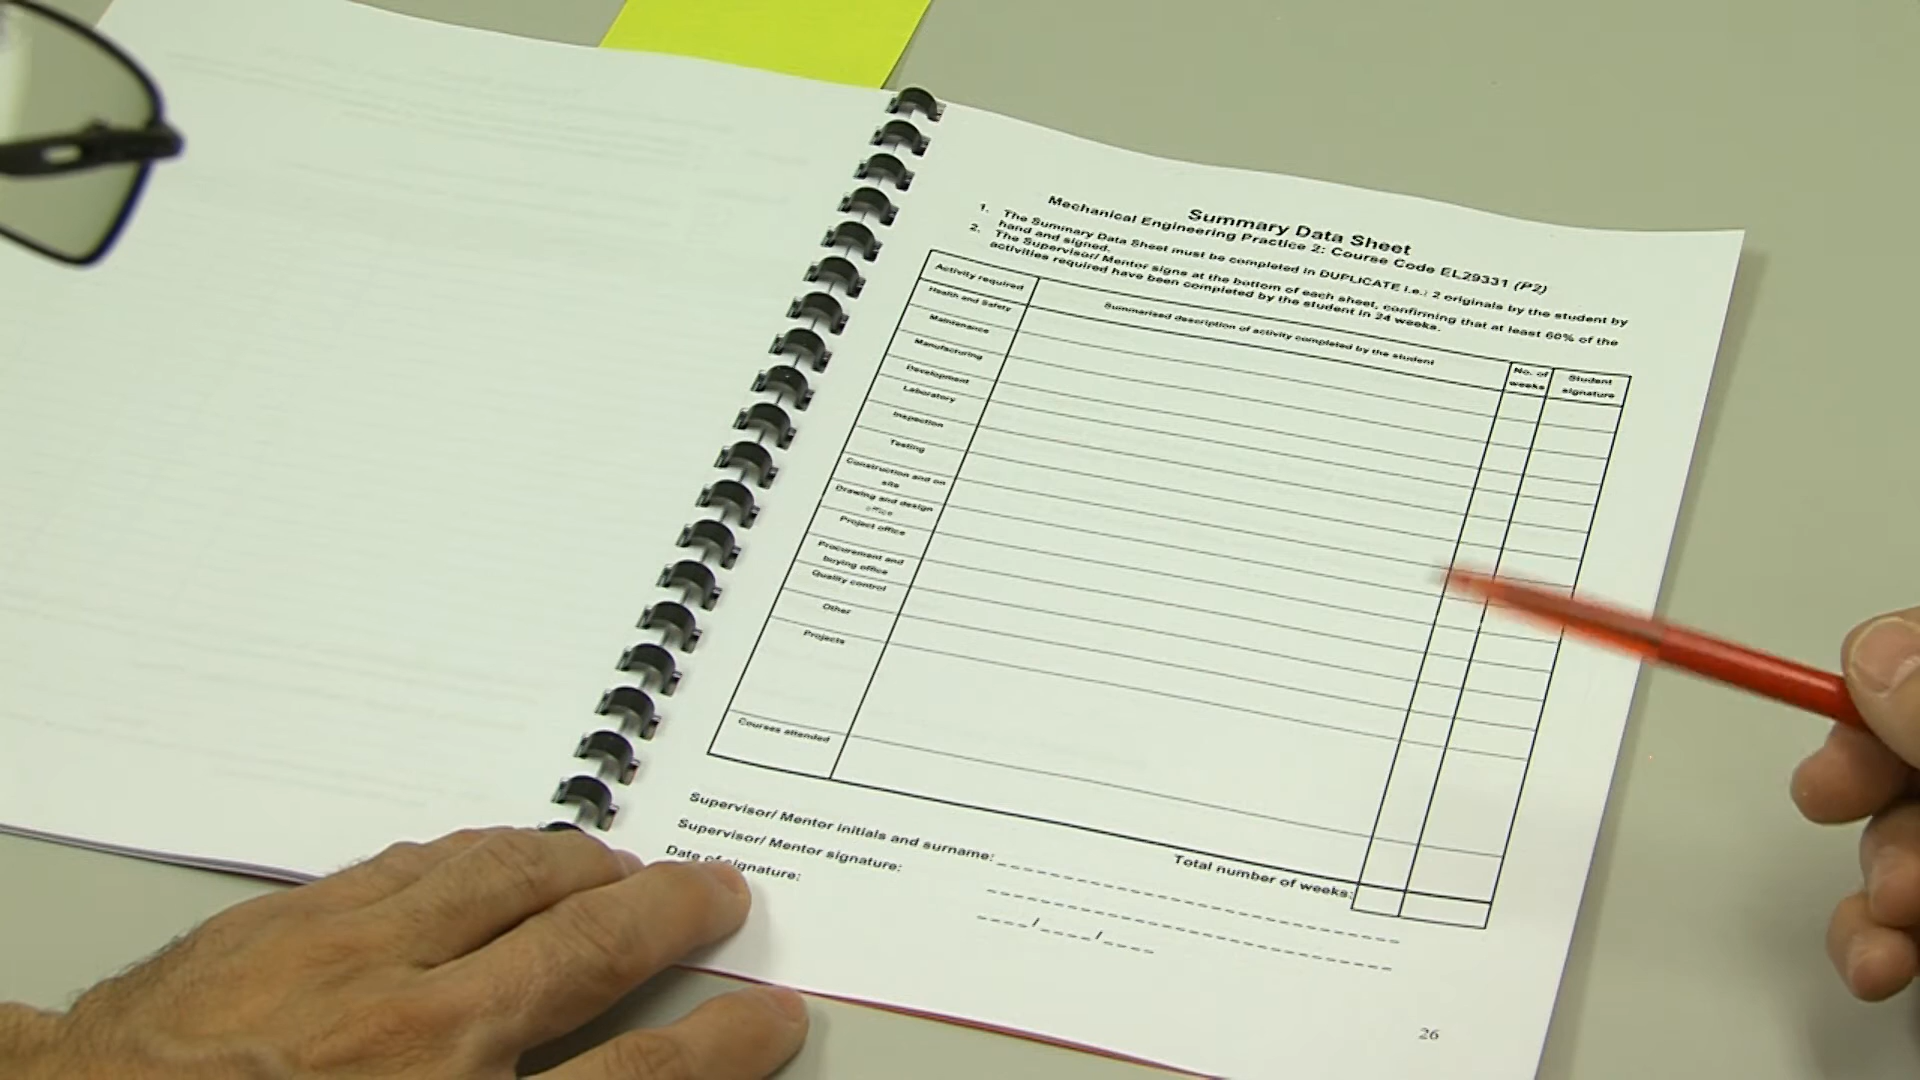 Summary Data Sheet
Mechanical Engineering Practice 2: Course Code EL29331 (P2)
1. The Summary Data Sheet must be completed in DUPLICATE i.e.: 2 originals by the student by
hand and signed.
2. The Supervisor/ Mentor signs at the bottom of each sheet, confirming that at least 60% of the
activities required have been completed by the student in 24 weeks.
Activity required
Summarised description of activity completed by the student
No. of
weeks
Student
signature
Health and Safety
Maintenance
Manufacturing
Development
Laboratory
Inspection
Testing
Construction and on
site
Drawing and design
office
Project office
Procurement and
buying office
Quality control
Other
Projects
Courses attended
Total number of weeks:
Supervisor/ Mentor initials and surname:
Supervisor/ Mentor signature:
Date of signature:
____/____/____
26